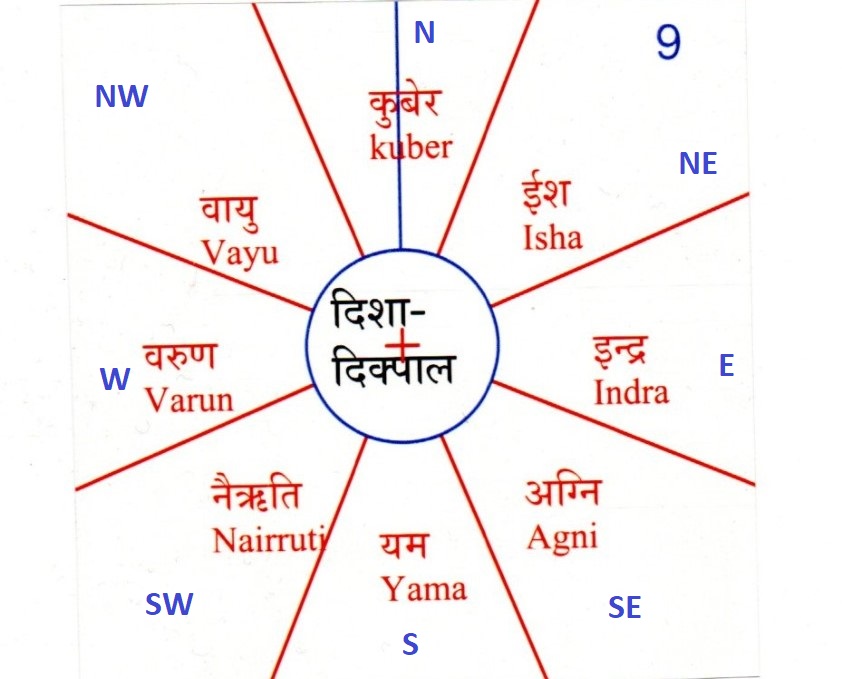 N
9
NW
कुबेर
kuber
NE
ईश
Isha
वायु
Vayu
दिशा-
दिक्पाल
इन्द्र
Indra
E
वरुण
Varun
W
नैऋति
Nairruti
अग्नि
Agni
यम
Yama
SW
SE
S